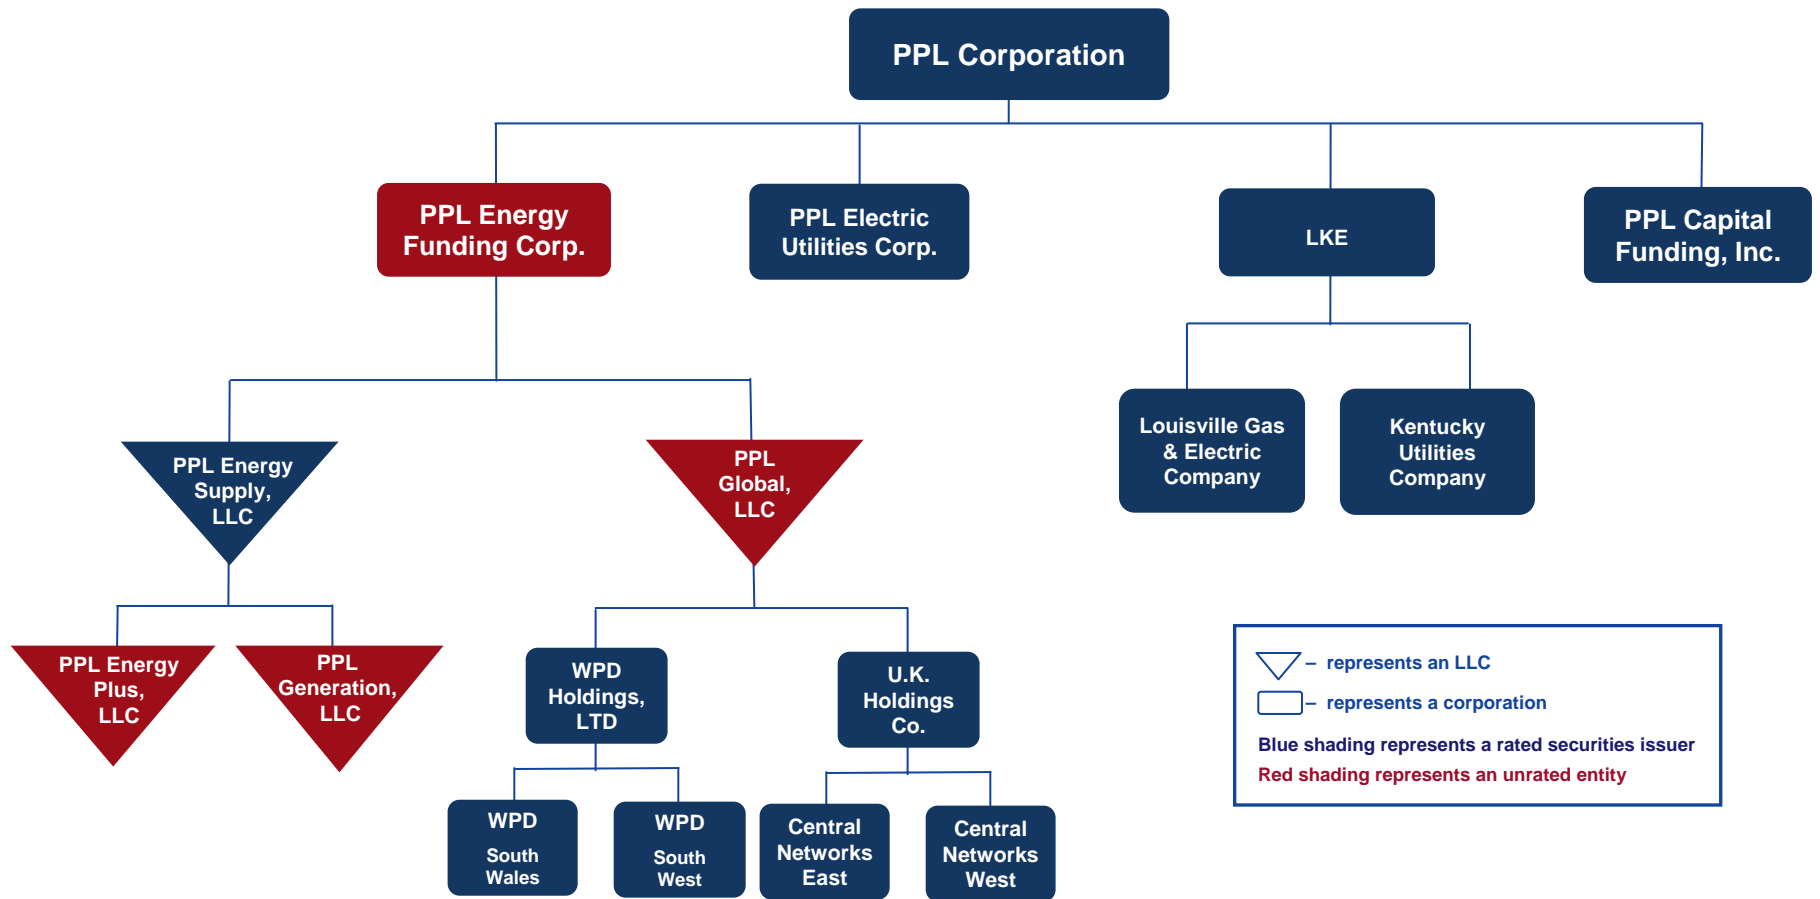 PPL Corporation
PPL Energy
Funding Corp.
PPL Electric
Utilities Corp.
LKE
PPL Capital
Funding, Inc.
Louisville Gas
& Electric
Company
Kentucky
Utilities
Company
PPL Energy
Supply,
LLC
PPL
Global,
LLC
PPL Energy
Plus,
LLC
PPL
Generation,
LLC
WPD
Holdings,
LTD
U.K.
Holdings
Co.
WPD
South
Wales
WPD
South
West
Central
Networks
East
Central
Networks
West
– represents an LLC
– represents a corporation
Blue shading represents a rated securities issuer
Red shading represents an unrated entity